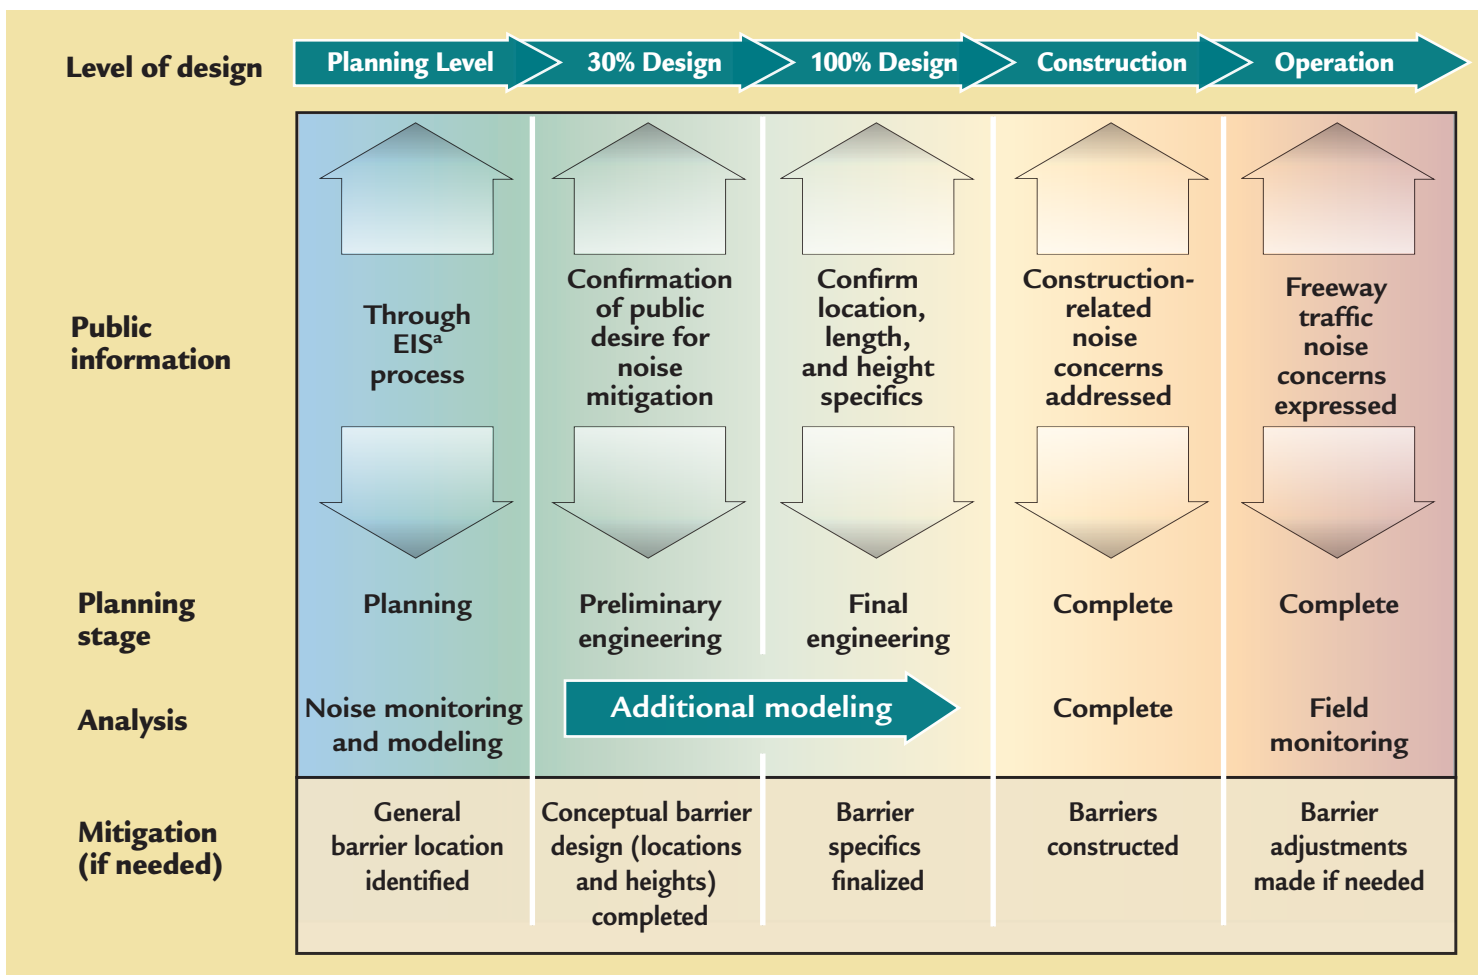 Level of design
Planning Level
30% Design
100% Design
Construction
Operation
Public
information
Through
EISᵃ
process
Confirmation
of public
desire for
noise
mitigation
Confirm
location,
length,
and height
specifics
Construction-
related
noise
concerns
addressed
Freeway
traffic
noise
concerns
expressed
Planning
stage
Planning
Preliminary
engineering
Final
engineering
Complete
Complete
Analysis
Noise monitoring
and modeling
Additional modeling
Complete
Field
monitoring
Mitigation
(if needed)
General
barrier location
identified
Conceptual barrier
design (locations
and heights)
completed
Barrier
specifics
finalized
Barriers
constructed
Barrier
adjustments
made if needed